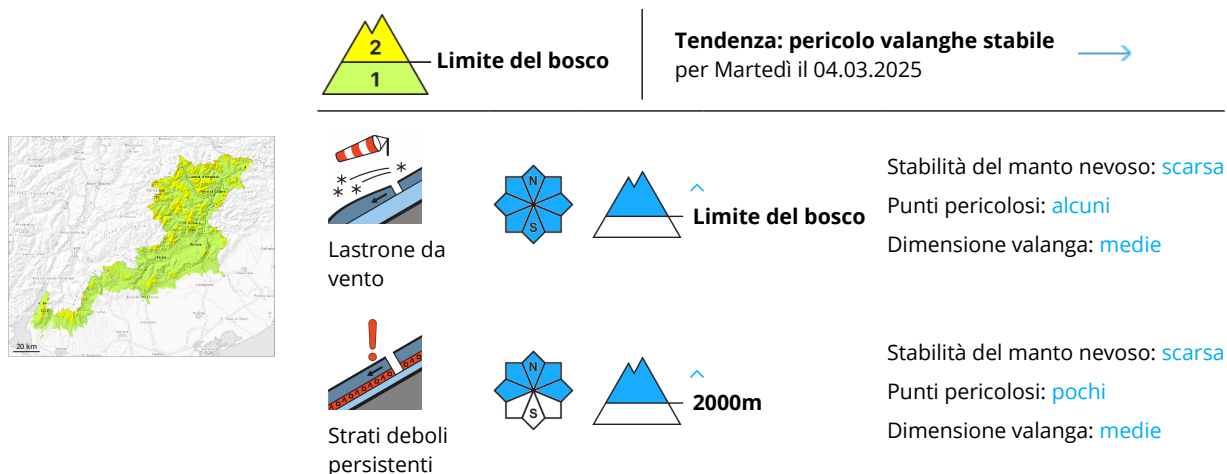 2
1
Limite del bosco
Tendenza: pericolo valanghe stabile
per Martedì il 04.03.2025
20 km
Lastrone da
vento
N
S
Limite del bosco
Stabilità del manto nevoso: scarsa
Punti pericolosi: alcuni
Dimensione valanga: medie
Strati deboli
persistenti
N
S
2000m
Stabilità del manto nevoso: scarsa
Punti pericolosi: pochi
Dimensione valanga: medie